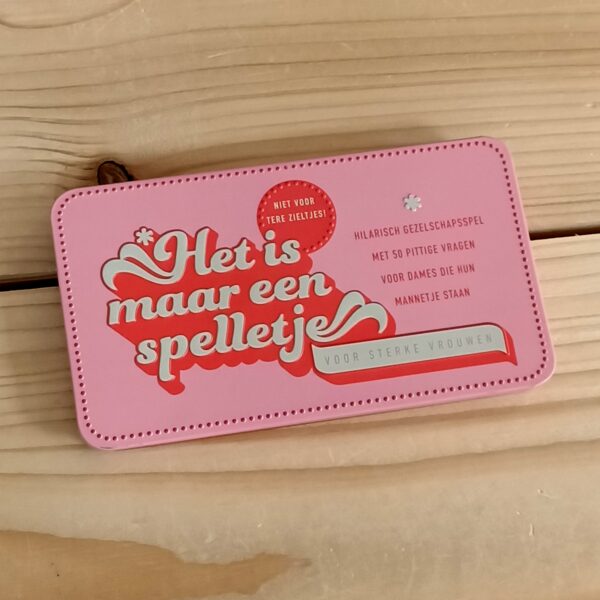 NIET VOOR
TERE ZIELTJES!
Het is
maar een
spelletje
VOOR STERKE VROUWEN
HILARISCH GEZELSCHAPSSPEL
MET 50 PITTIGE VRAGEN
VOOR DAMES DIE HUN
MANNETJE STAAN